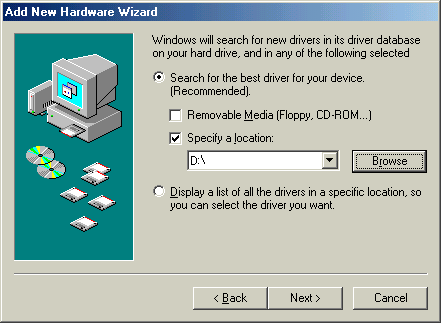 Add New Hardware Wizard
Windows will search for new drivers in its driver database
on your hard drive, and in any of the following selected
Search for the best driver for your device.
(Recommended).
Removable Media (Floppy, CD-ROM...)
Specify a location:
D:\
Browse
Display a list of all the drivers in a specific location, so
you can select the driver you want.
< Back
Next >
Cancel